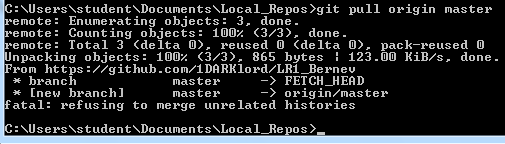 C:\Users\student\Documents\Local_Repos>git pull origin master
remote: Enumerating objects: 3, done.
remote: Counting objects: 100% (3/3), done.
remote: Total 3 (delta 0), reused 0 (delta 0), pack-reused 0
Unpacking objects: 100% (3/3), 865 bytes | 123.00 KiB/s, done.
From https://github.com/1DARKlord/LR1_Bernev
 * branch            master     -> FETCH_HEAD
 * [new branch]      master     -> origin/master
fatal: refusing to merge unrelated histories
C:\Users\student\Documents\Local_Repos>_